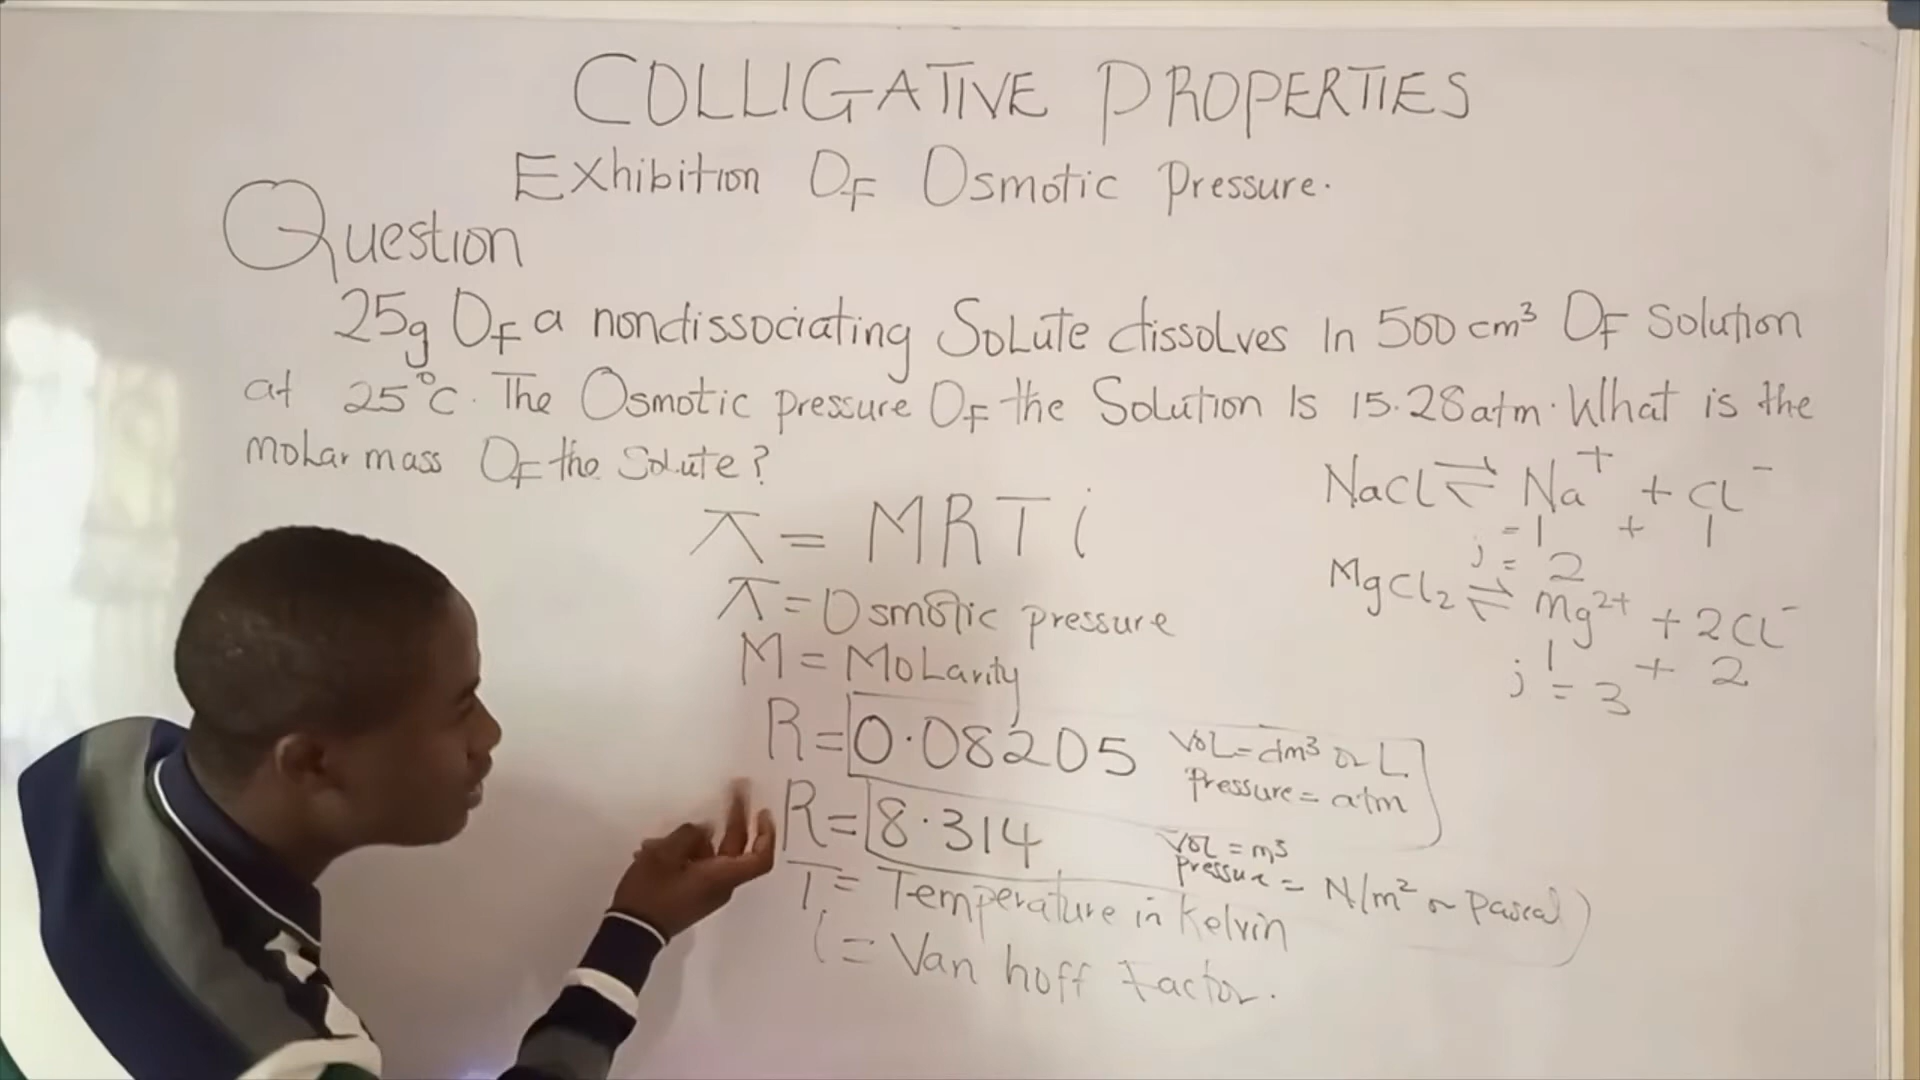 COLLIGATIVE PROPERTIES
Exhibition Of Osmotic Pressure.
Question
25g Of a nondissociating Solute dissolves in 500 cm³ Of Solution
at 25°C. The Osmotic pressure Of the Solution Is 15.28atm. What is the
molar mass Of the Solute?
NaCl ⇌ Na⁺ + Cl⁻
= 1 + 1
i = 2
MgCl₂ ⇌ Mg²⁺ + 2Cl⁻
1 + 2
i = 3
π = MRTi
π = Osmotic pressure
M = Molarity
R = 0.08205 Vol = dm³ or L
Pressure = atm
R = 8.314 Vol = m³
Pressure = N/m² or Pascal
T = Temperature in Kelvin
i = Van hoff Factor.